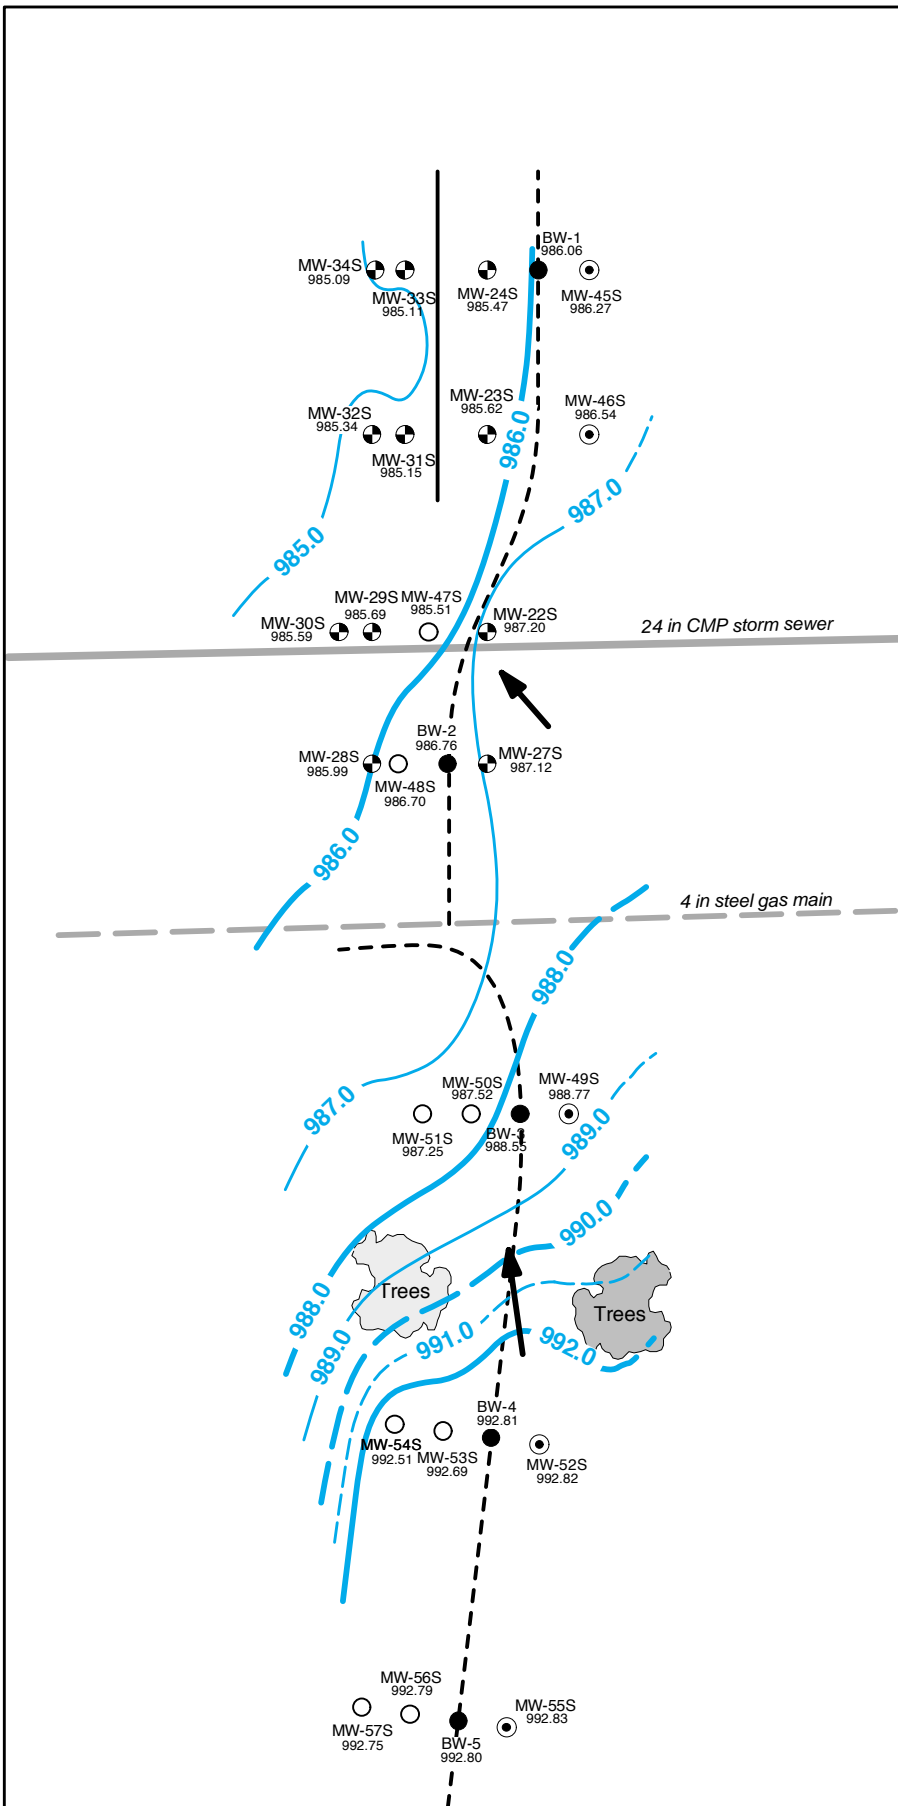 BW-1
986.06
MW-34S
985.09
MW-33S
985.11
MW-24S
985.47
MW-45S
986.27
MW-23S
985.62
MW-46S
986.54
MW-32S
985.34
MW-31S
985.15
986.0
987.0
985.0
MW-29S
985.69
MW-47S
985.51
MW-30S
985.59
MW-22S
987.20
24 in CMP storm sewer
BW-2
986.76
MW-28S
985.99
MW-48S
986.70
MW-27S
987.12
986.0
4 in steel gas main
988.0
MW-50S
987.52
MW-49S
988.77
987.0
MW-51S
987.25
BW-3
988.55
989.0
990.0
Trees
Trees
988.0
989.0
991.0
992.0
BW-4
992.81
MW-54S
992.51
MW-53S
992.69
MW-52S
992.82
MW-56S
992.79
MW-55S
992.83
MW-57S
992.75
BW-5
992.80